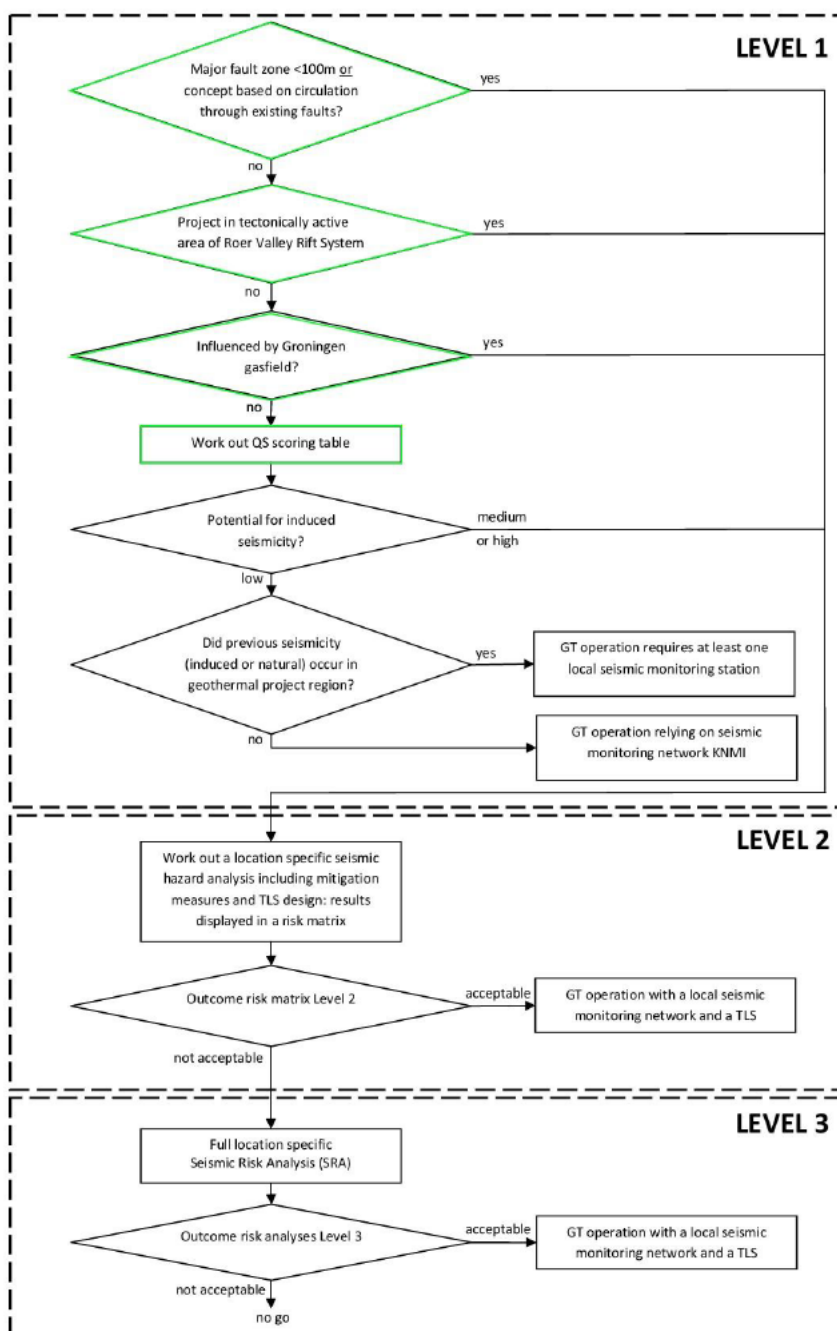 LEVEL 1
Major fault zone <100m or
concept based on circulation
through existing faults?
yes
no
Project in tectonically active
area of Roer Valley Rift System
yes
no
Influenced by Groningen
gasfield?
yes
no
Work out QS scoring table
Potential for induced
seismicity?
medium
or high
low
Did previous seismicity
(induced or natural) occur in
geothermal project region?
yes
GT operation requires at least one
local seismic monitoring station
no
GT operation relying on seismic
monitoring network KNMI
LEVEL 2
Work out a location specific seismic
hazard analysis including mitigation
measures and TLS design: results
displayed in a risk matrix
Outcome risk matrix Level 2
acceptable
GT operation with a local seismic
monitoring network and a TLS
not acceptable
LEVEL 3
Full location specific
Seismic Risk Analysis (SRA)
Outcome risk analyses Level 3
acceptable
GT operation with a local seismic
monitoring network and a TLS
not acceptable
no go